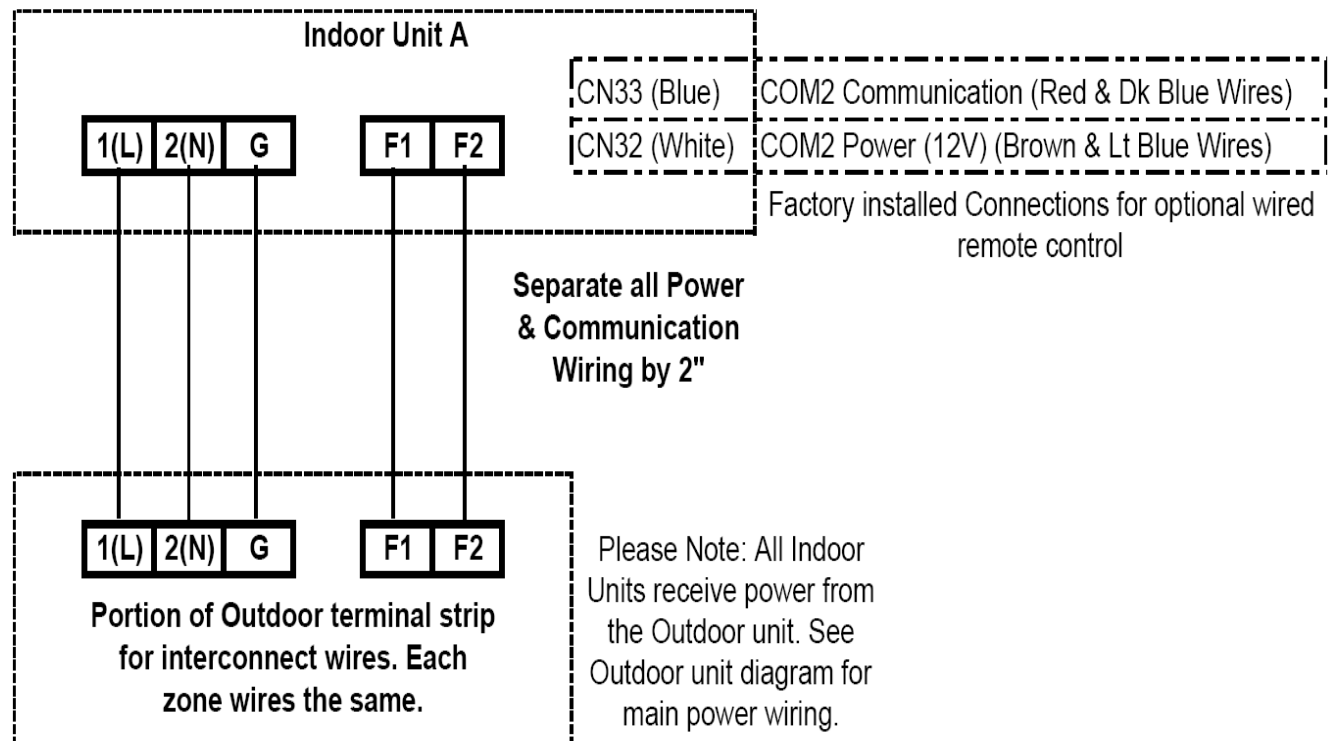 Indoor Unit A
CN33 (Blue) COM2 Communication (Red & Dk Blue Wires)
1(L) 2(N) G F1 F2
CN32 (White) COM2 Power (12V) (Brown & Lt Blue Wires)
Factory installed Connections for optional wired
remote control
Separate all Power
& Communication
Wiring by 2"
1(L) 2(N) G F1 F2
Portion of Outdoor terminal strip
for interconnect wires. Each
zone wires the same.
Please Note: All Indoor
Units receive power from
the Outdoor unit. See
Outdoor unit diagram for
main power wiring.